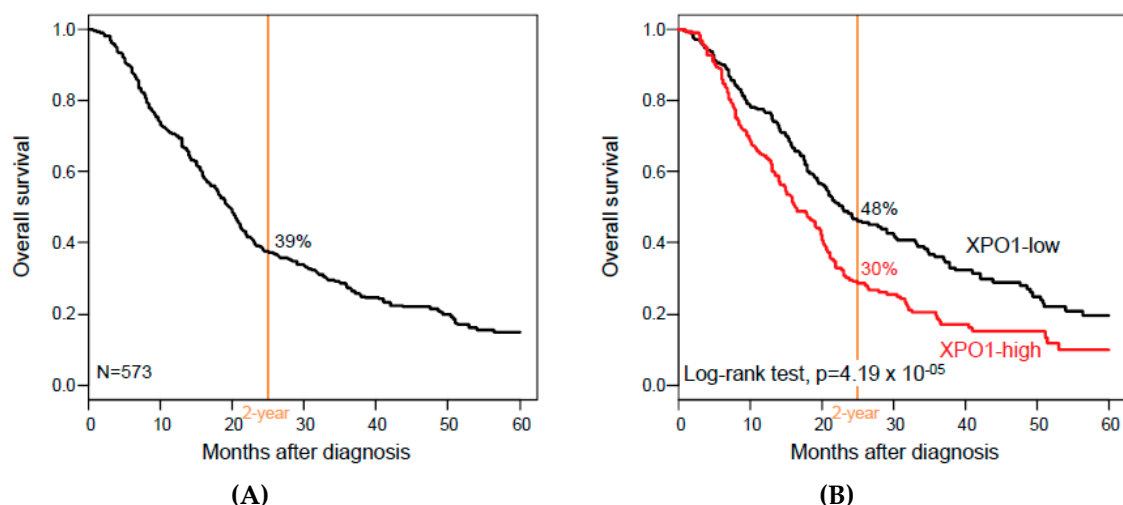 1.0
0.8
0.6
0.4
0.2
0.0
Overall survival
39%
N=573
2-year
0 10 20 30 40 50 60
Months after diagnosis
(A)
1.0
0.8
0.6
0.4
0.2
0.0
Overall survival
48%
XPO1-low
30%
XPO1-high
Log-rank test, p=4.19 x 10⁻⁰⁵
2-year
0 10 20 30 40 50 60
Months after diagnosis
(B)